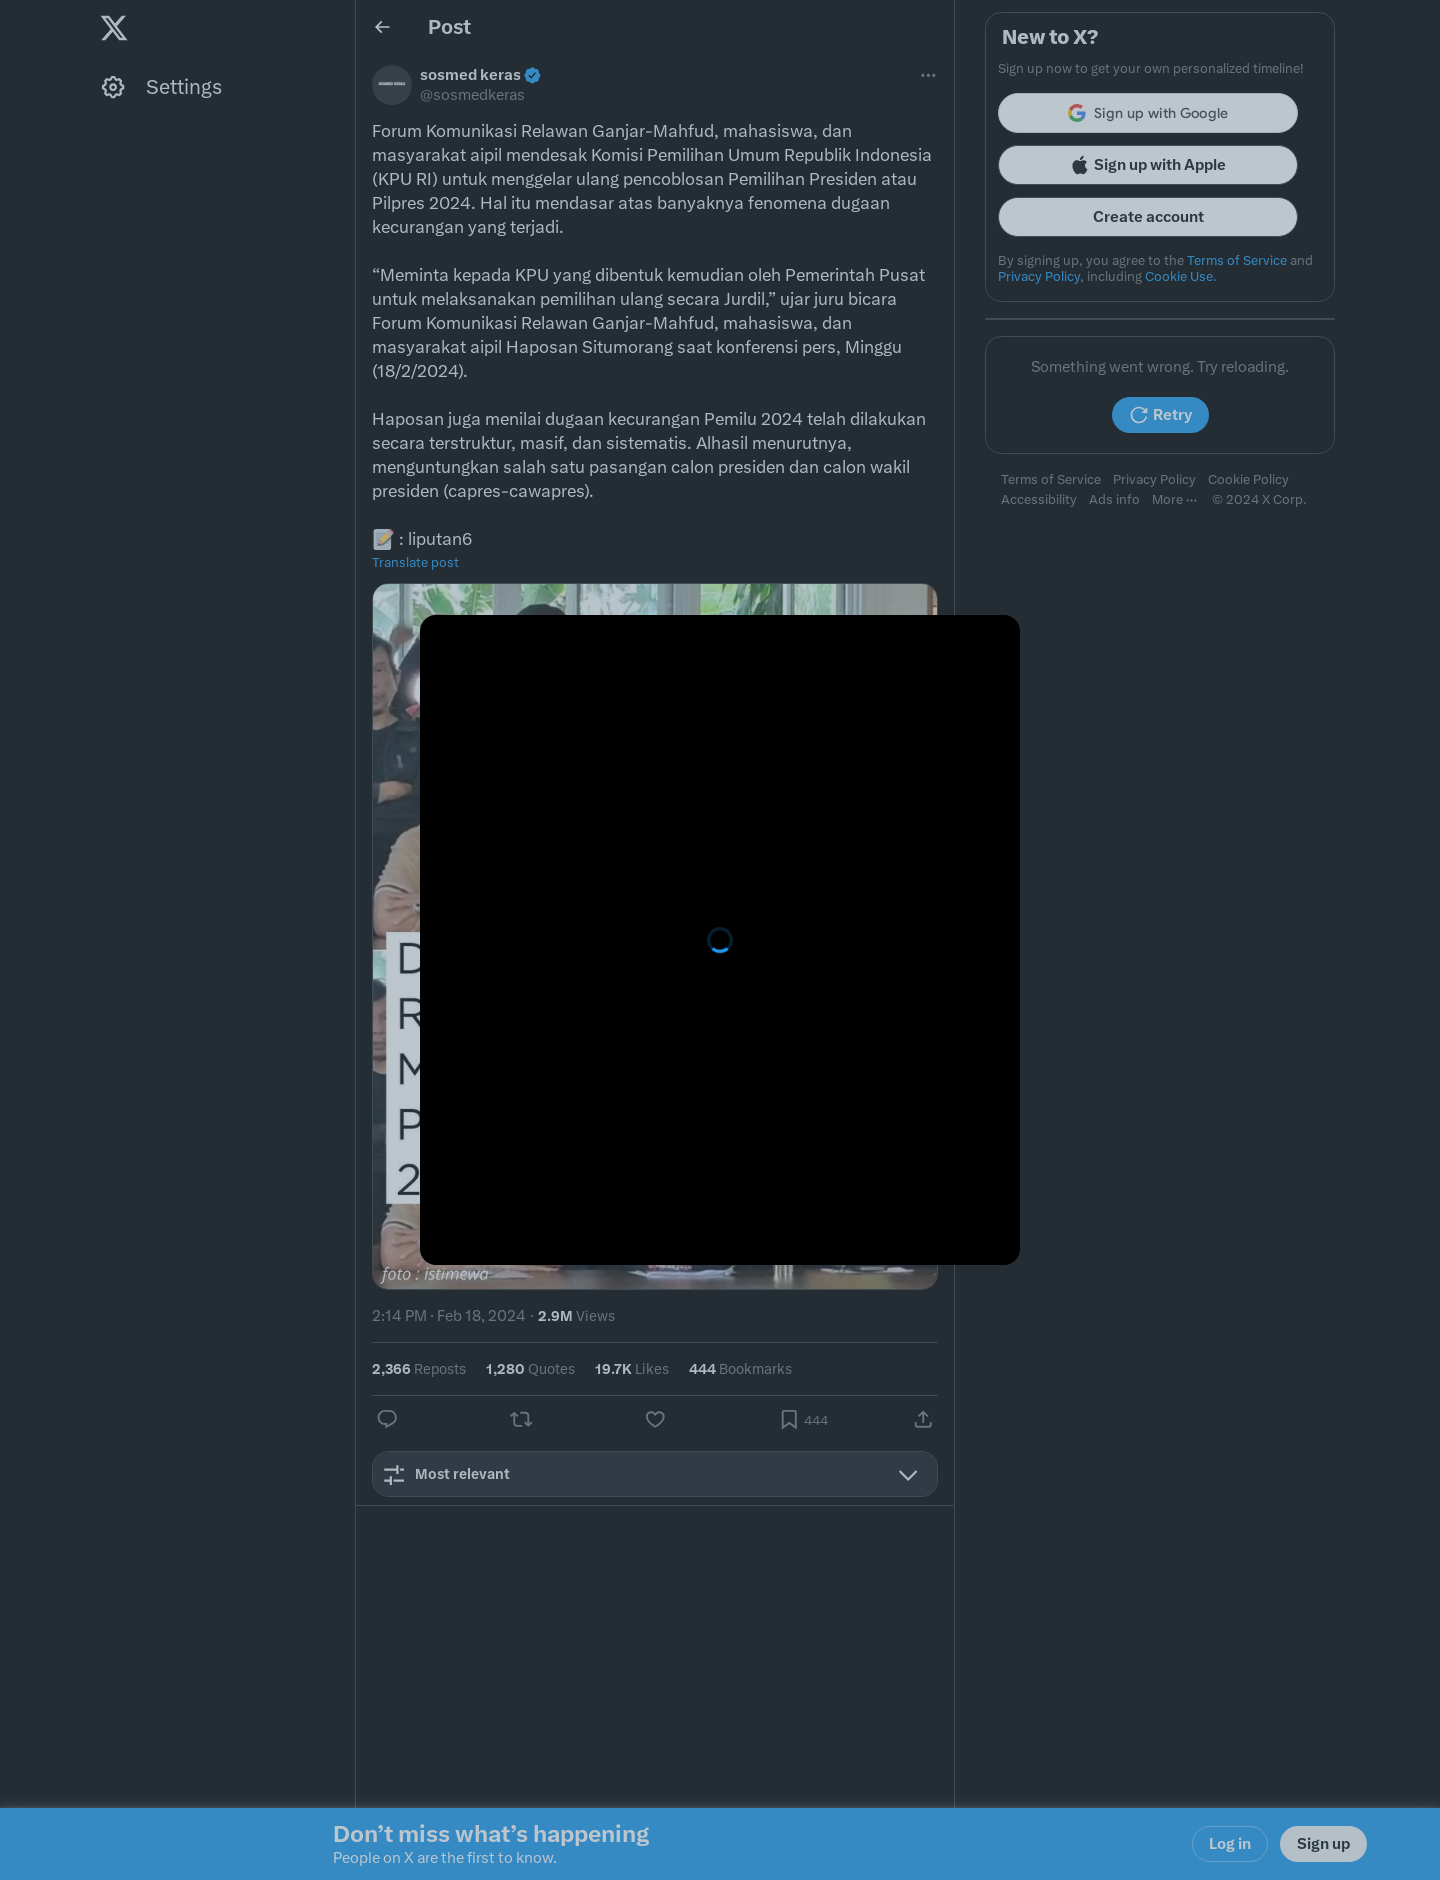 Settings
Post
sosmed keras
@sosmedkeras
Forum Komunikasi Relawan Ganjar-Mahfud, mahasiswa, dan
masyarakat aipil mendesak Komisi Pemilihan Umum Republik Indonesia
(KPU RI) untuk menggelar ulang pencoblosan Pemilihan Presiden atau
Pilpres 2024. Hal itu mendasar atas banyaknya fenomena dugaan
kecurangan yang terjadi.
“Meminta kepada KPU yang dibentuk kemudian oleh Pemerintah Pusat
untuk melaksanakan pemilihan ulang secara Jurdil,” ujar juru bicara
Forum Komunikasi Relawan Ganjar-Mahfud, mahasiswa, dan
masyarakat aipil Haposan Situmorang saat konferensi pers, Minggu
(18/2/2024).
Haposan juga menilai dugaan kecurangan Pemilu 2024 telah dilakukan
secara terstruktur, masif, dan sistematis. Alhasil menurutnya,
menguntungkan salah satu pasangan calon presiden dan calon wakil
presiden (capres-cawapres).
📝 : liputan6
Translate post
D
R
M
P
2
foto : istimewa
2:14 PM · Feb 18, 2024 · 2.9M Views
2,366 Reposts 1,280 Quotes 19.7K Likes 444 Bookmarks
444
Most relevant
New to X?
Sign up now to get your own personalized timeline!
Sign up with Google
Sign up with Apple
Create account
By signing up, you agree to the Terms of Service and
Privacy Policy, including Cookie Use.
Something went wrong. Try reloading.
Retry
Terms of Service Privacy Policy Cookie Policy
Accessibility Ads info More ··· © 2024 X Corp.
Don’t miss what’s happening
People on X are the first to know.
Log in
Sign up